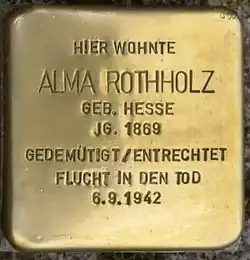 HIER WOHNTE
ALMA ROTHHOLZ
GEB. HESSE
JG. 1869
GEDEMÜTIGT/ENTRECHTET
FLUCHT IN DEN TOD
6.9.1942